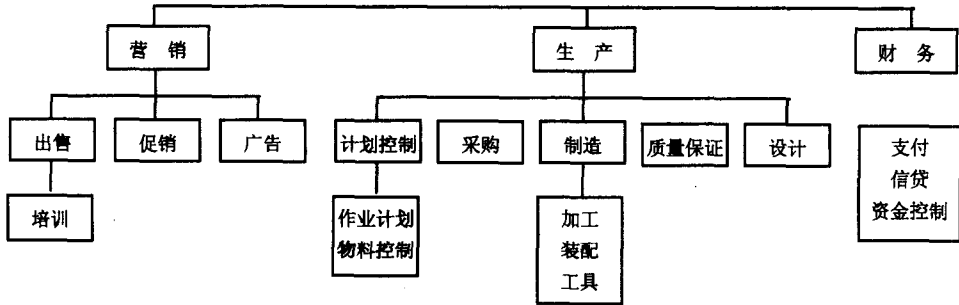 营 销
生 产
财 务
出售
促销
广告
计划控制
采购
制造
质量保证
设计
支付
信贷
资金控制
培训
作业计划
物料控制
加工
装配
工具